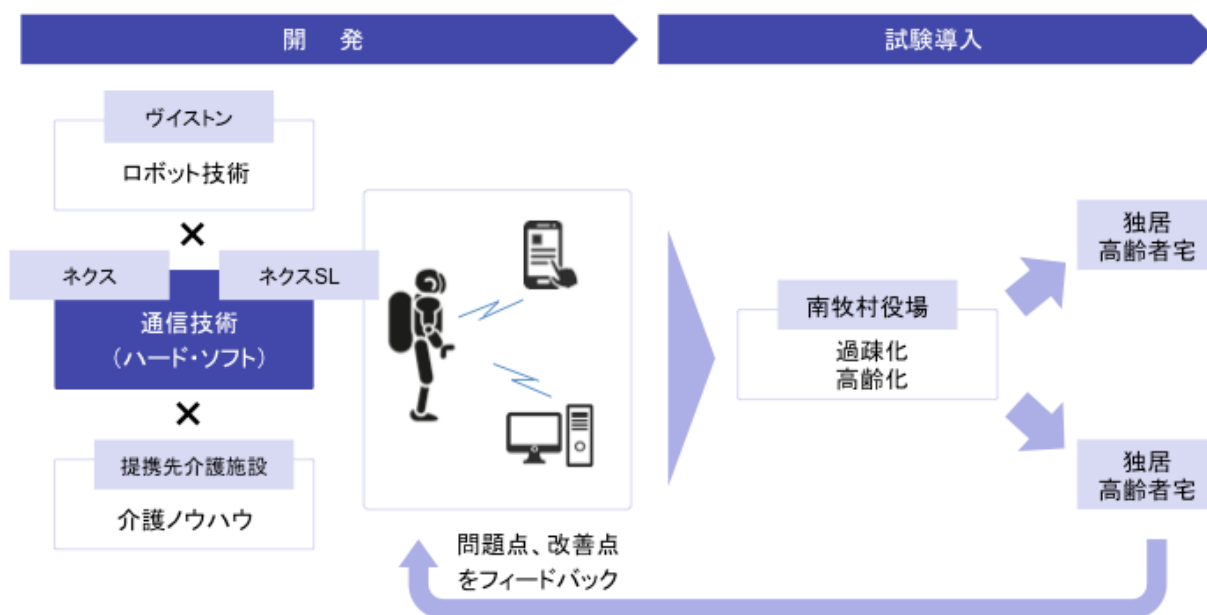 開 発
試験導入
ヴイストン
ロボット技術
×
ネクス
ネクスSL
通信技術
(ハード・ソフト)
×
提携先介護施設
介護ノウハウ
南牧村役場
過疎化
高齢化
独居
高齢者宅
独居
高齢者宅
問題点、改善点
をフィードバック